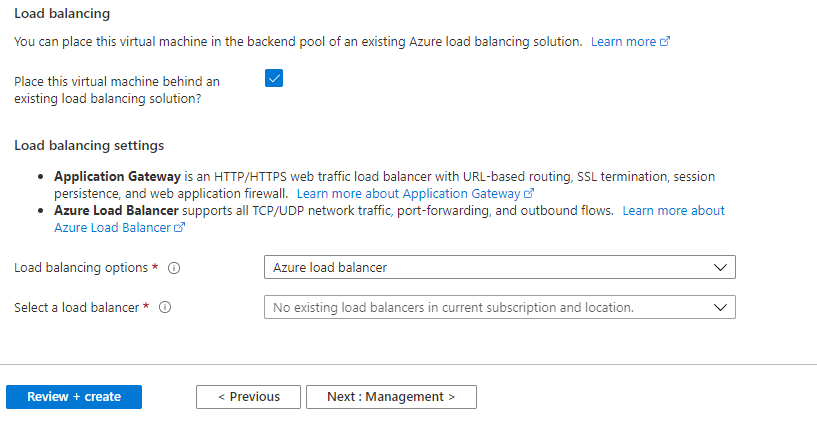 Load balancing
You can place this virtual machine in the backend pool of an existing Azure load balancing solution. Learn more
Place this virtual machine behind an
existing load balancing solution?
Load balancing settings
• Application Gateway is an HTTP/HTTPS web traffic load balancer with URL-based routing, SSL termination, session
persistence, and web application firewall. Learn more about Application Gateway
• Azure Load Balancer supports all TCP/UDP network traffic, port-forwarding, and outbound flows. Learn more about
Azure Load Balancer
Load balancing options * Azure load balancer
Select a load balancer * No existing load balancers in current subscription and location.
Review + create < Previous Next : Management >